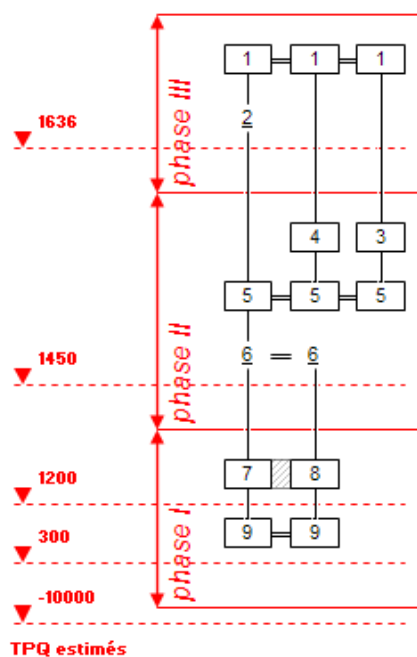 1 1 1
1636
2
phase III
4 3
5 5 5
1450
6 = 6
phase II
1200
7 8
300
9 9
phase I
-10000
TPQ estimés